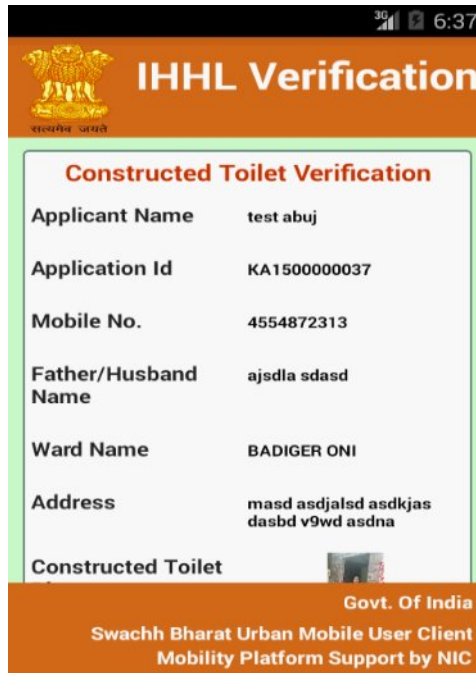 3G 6:37
सत्यमेव जयते
IHHL Verification
Constructed Toilet Verification
Applicant Name test abuj
Application Id KA1500000037
Mobile No. 4554872313
Father/Husband ajsdla sdasd
Name
Ward Name BADIGER ONI
Address masd asdjalsd asdkjas
dasbd v9wd asdna
Constructed Toilet
Govt. Of India
Swachh Bharat Urban Mobile User Client
Mobility Platform Support by NIC